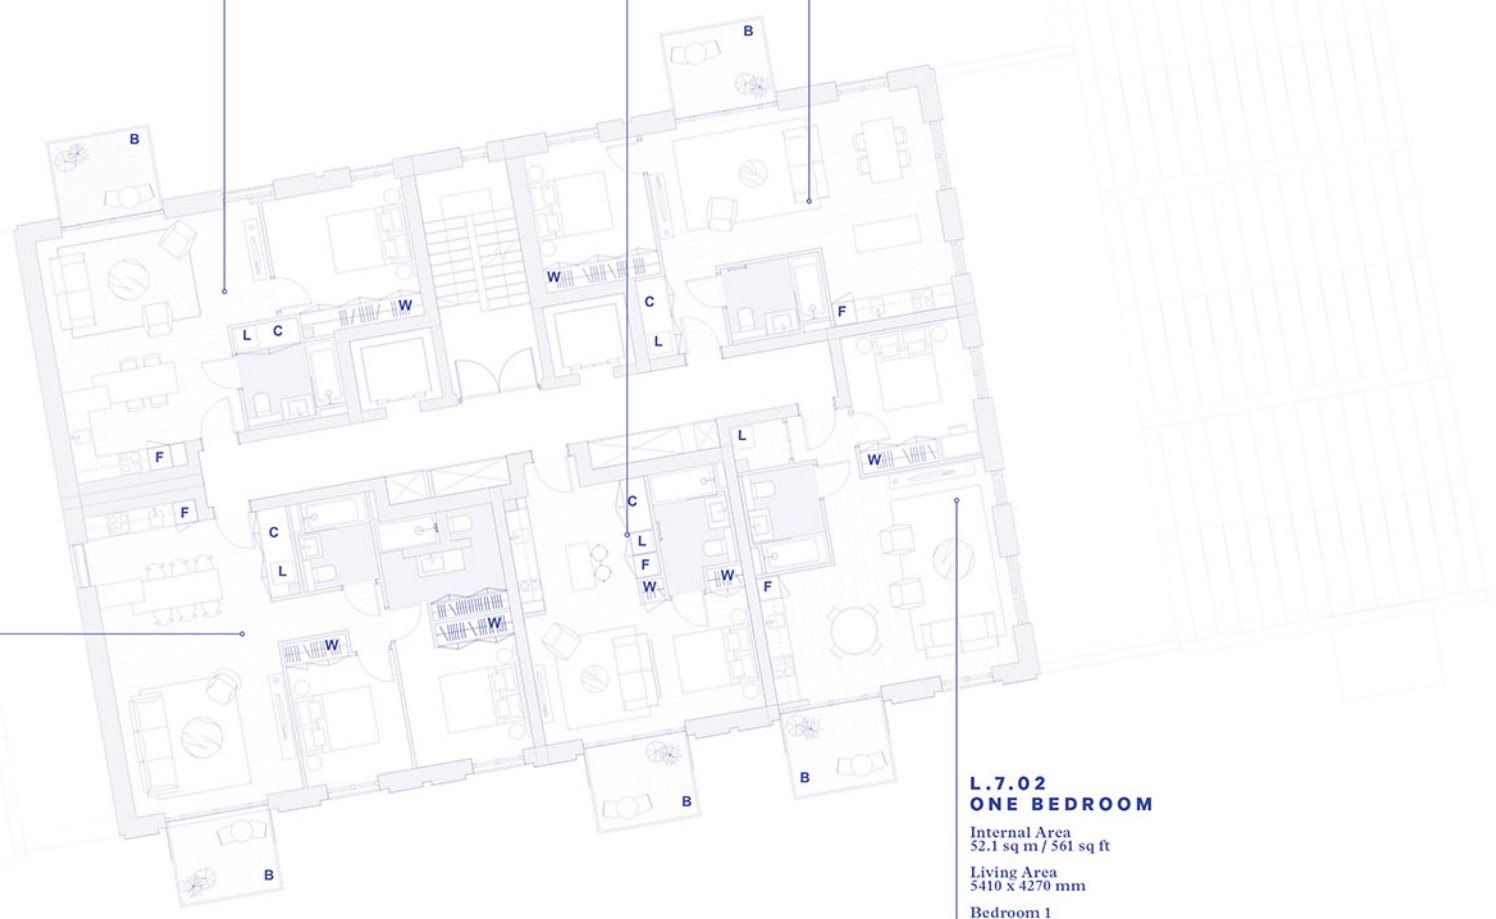 B
B
W
W
C
F
L
C
L
L
W
F
F
C
C
L
L
F
W
W
F
W
W
B
B
B
L.7.02
ONE BEDROOM
Internal Area
52.1 sq m / 561 sq ft
Living Area
5410 x 4270 mm
Bedroom 1